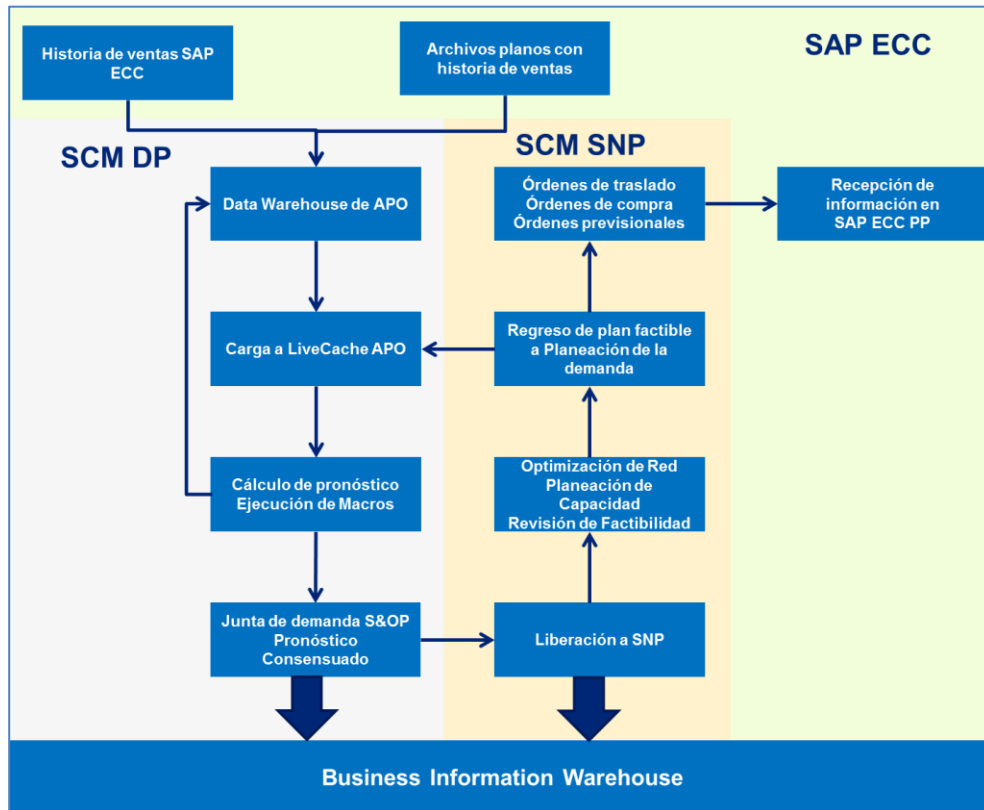 Historia de ventas SAP
ECC
Archivos planos con
historia de ventas
SAP ECC
SCM DP
SCM SNP
Data Warehouse de APO
Órdenes de traslado
Órdenes de compra
Órdenes previsionales
Recepción de
información en
SAP ECC PP
Carga a LiveCache APO
Regreso de plan factible
a Planeación de la
demanda
Cálculo de pronóstico
Ejecución de Macros
Optimización de Red
Planeación de
Capacidad
Revisión de Factibilidad
Junta de demanda S&OP
Pronóstico
Consensuado
Liberación a SNP
Business Information Warehouse